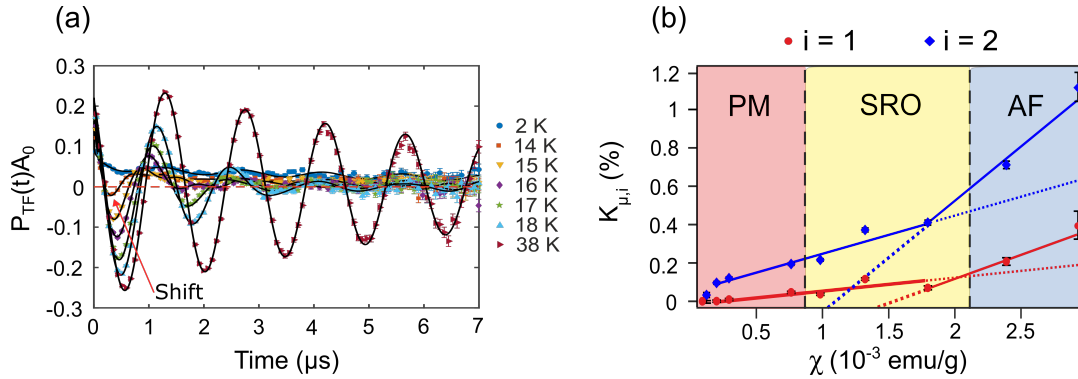 (a)
0.3
0.2
0.1
0
-0.1
-0.2
-0.3
P_TF(t)A_0
Shift
0 1 2 3 4 5 6 7
Time (μs)
2 K
14 K
15 K
16 K
17 K
18 K
38 K
(b)
i = 1 i = 2
PM SRO AF
1.2
1
0.8
0.6
0.4
0.2
0
K_μ,i (%)
0.5 1 1.5 2 2.5
χ (10^-3 emu/g)